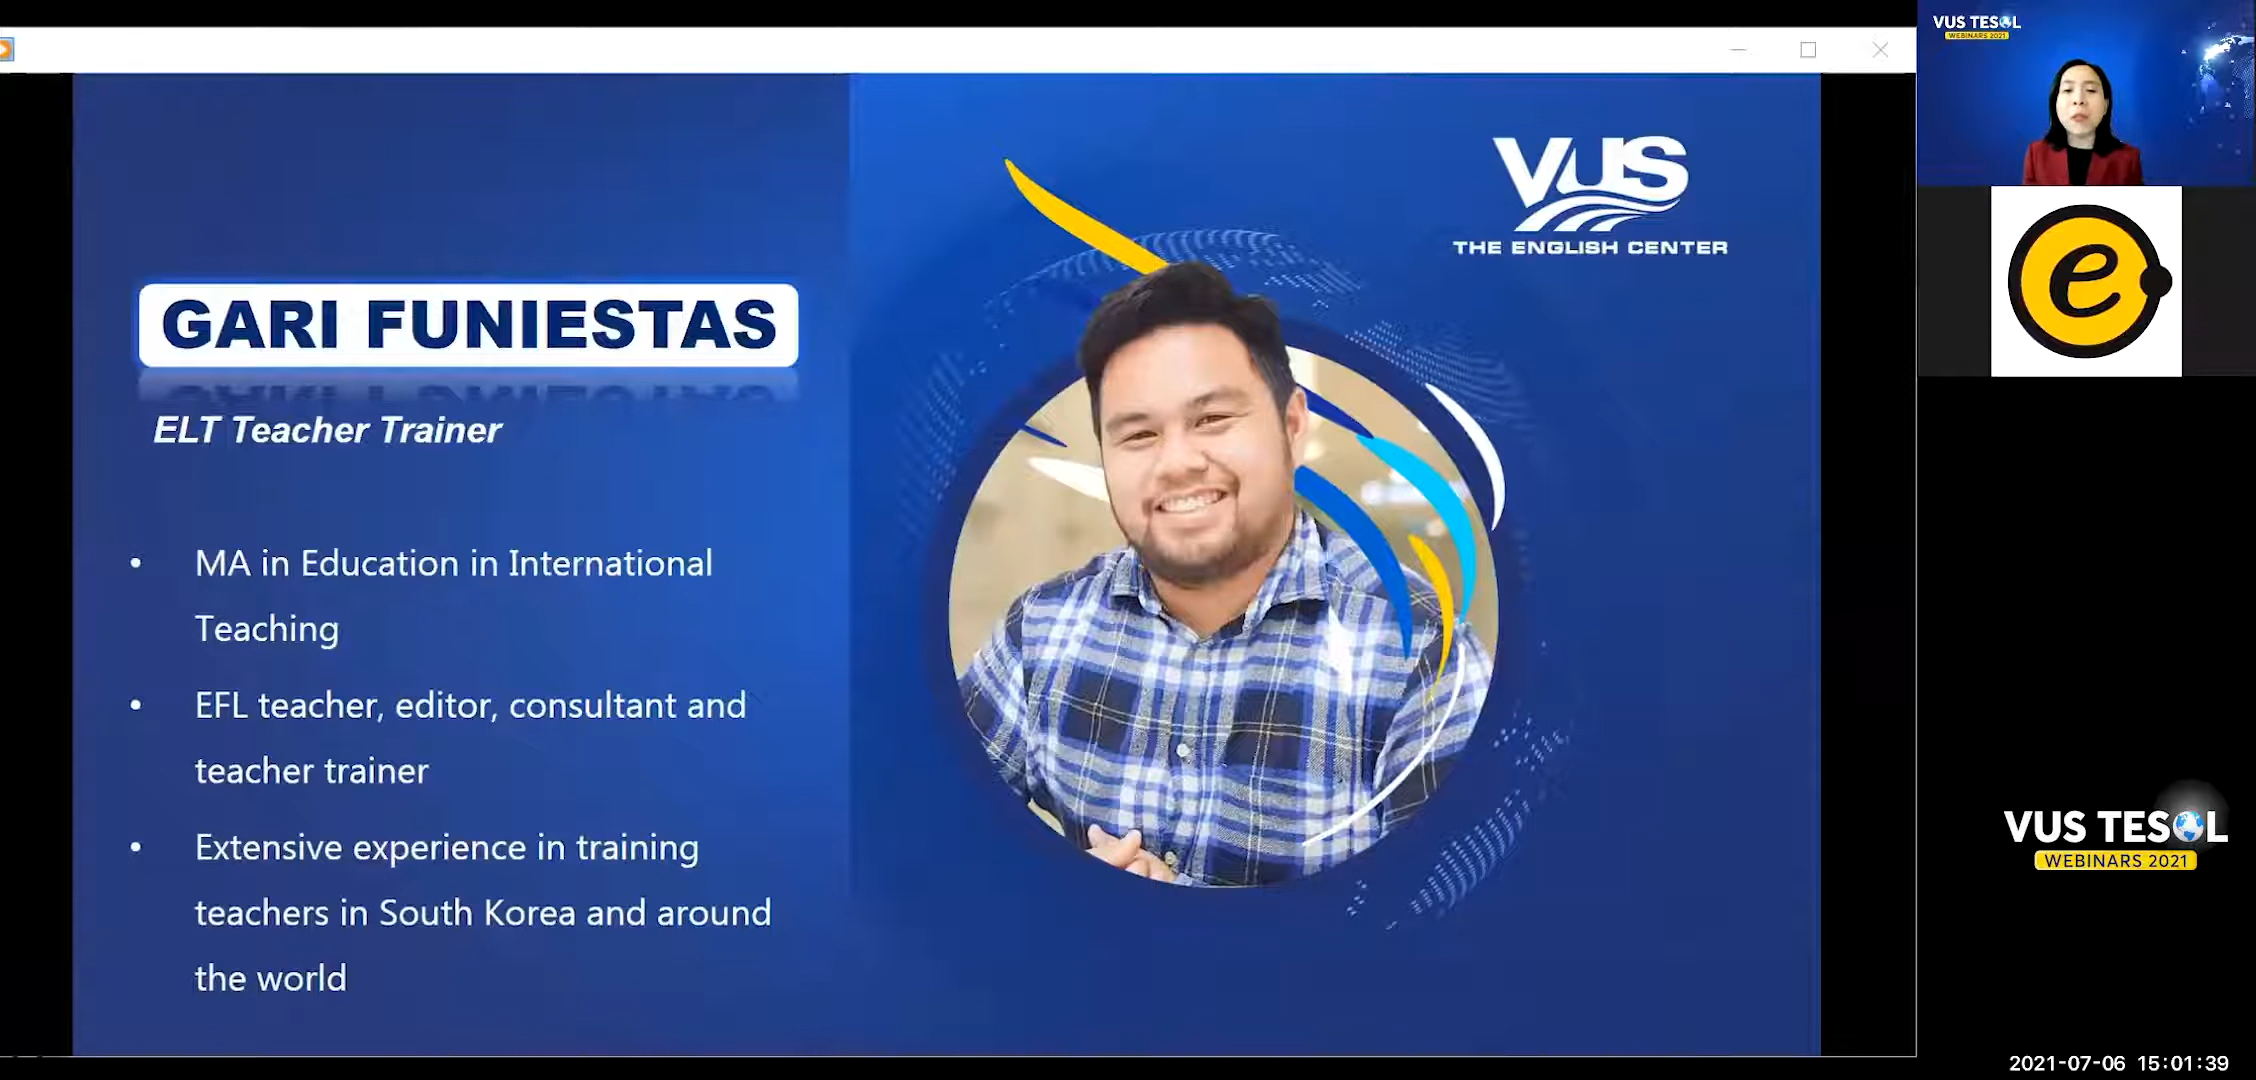 VUS
THE ENGLISH CENTER
GARI FUNIESTAS
ELT Teacher Trainer
• MA in Education in International
Teaching
• EFL teacher, editor, consultant and
teacher trainer
• Extensive experience in training
teachers in South Korea and around
the world
VUS TESOL
WEBINARS 2021
e
VUS TESOL
WEBINARS 2021
2021-07-06 15:01:39